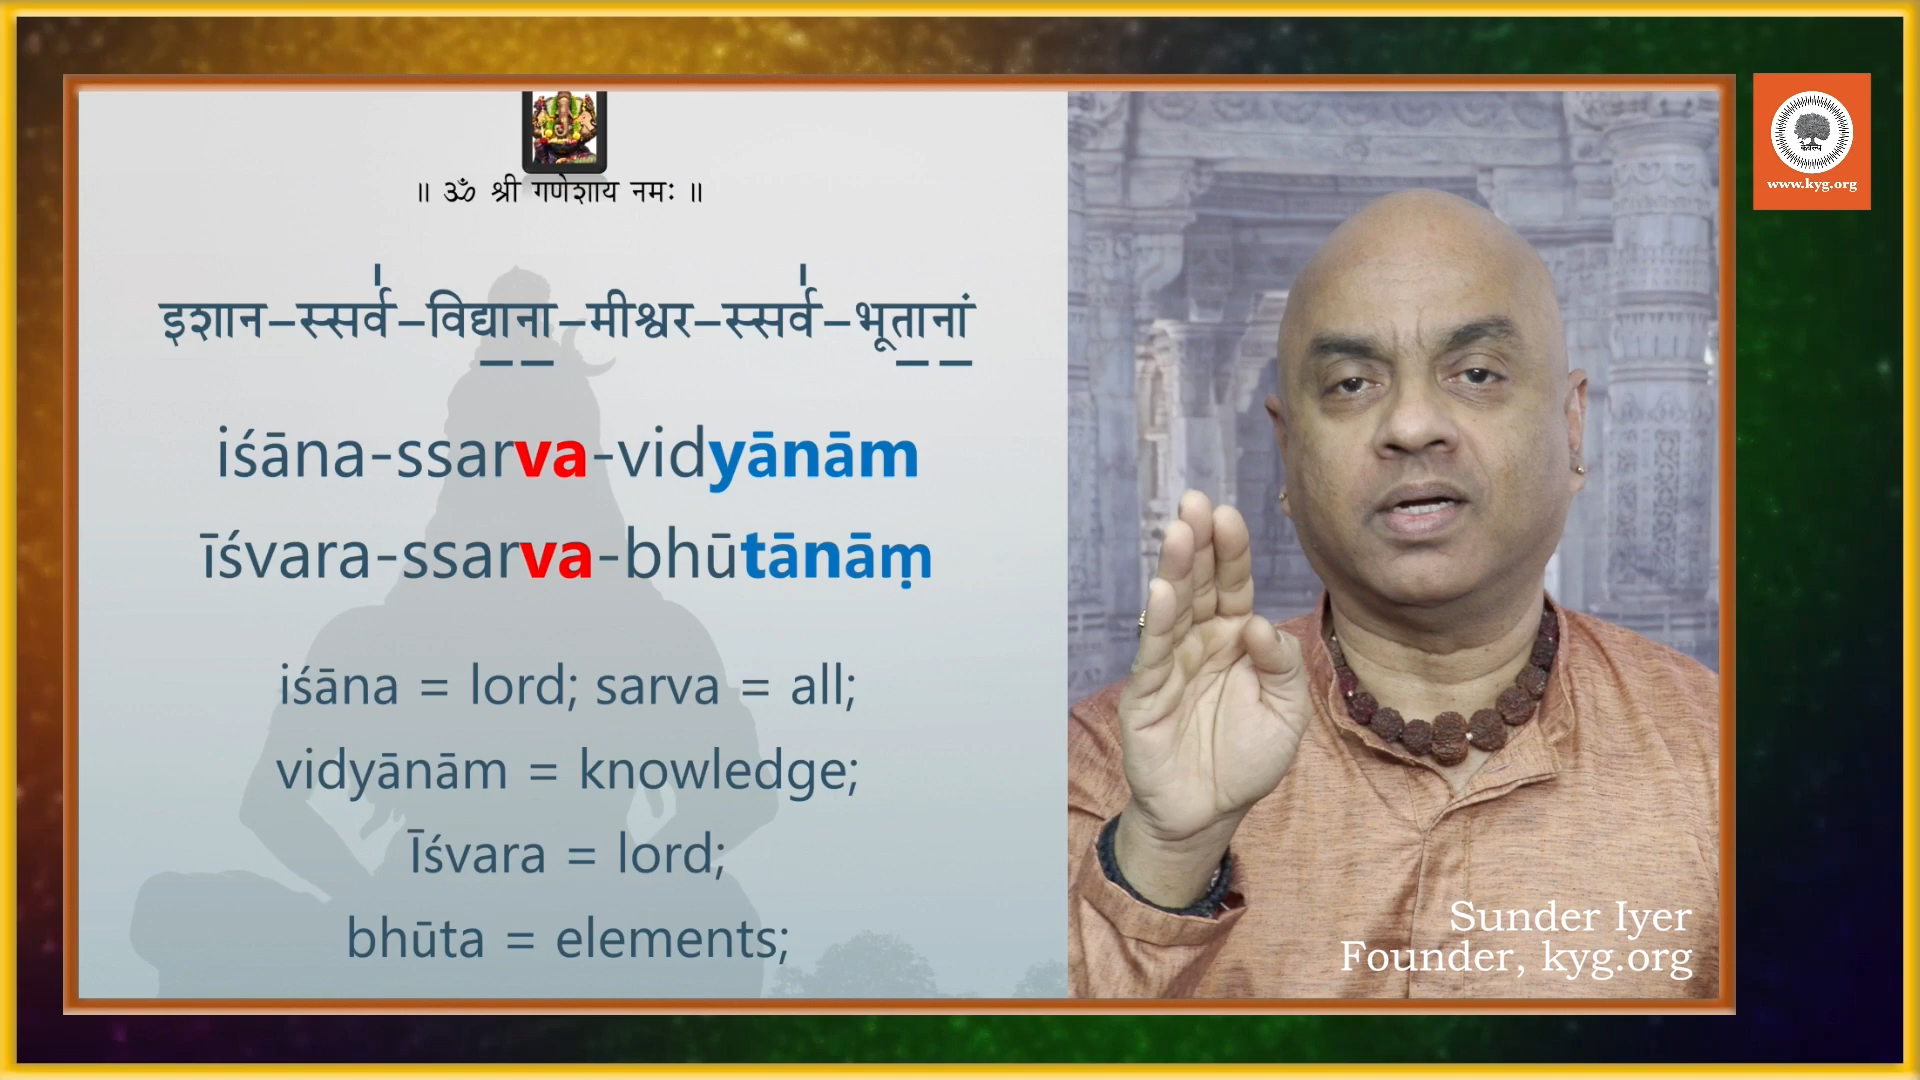 ॥ ॐ श्री गणेशाय नमः ॥
इशान–स्सर्व॑–विद्या॒ना॒–मीश्वर–स्सर्व॑–भूता॒नां॒
iśāna-ssarva-vidyānām
īśvara-ssarva-bhūtānāṃ
iśāna = lord; sarva = all;
vidyānām = knowledge;
Īśvara = lord;
bhūta = elements;
कैवल्य
www.kyg.org
Sunder Iyer
Founder, kyg.org